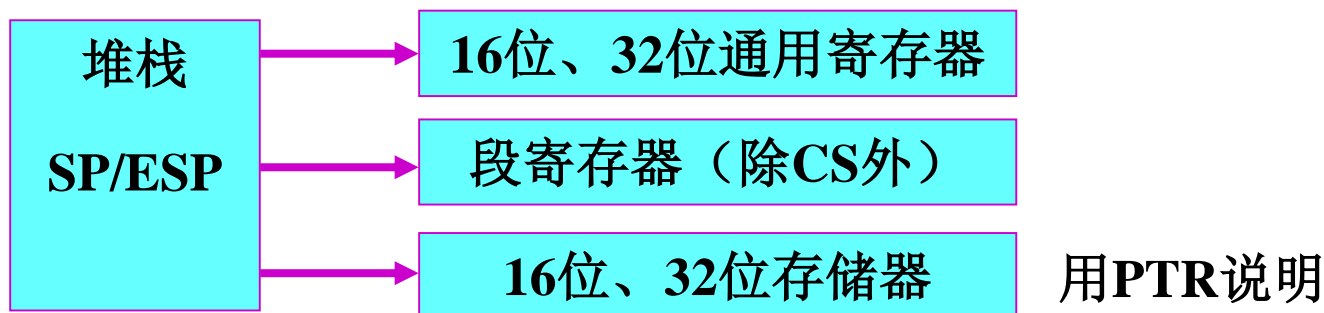 堆栈
SP/ESP
16位、32位通用寄存器
段寄存器（除CS外）
16位、32位存储器
用PTR说明